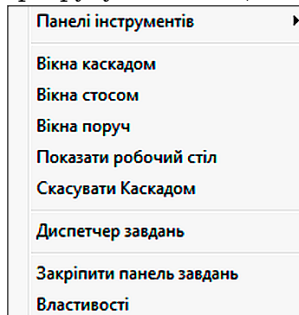 Панелі інструментів
Вікна каскадом
Вікна стосом
Вікна поруч
Показати робочий стіл
Скасувати Каскадом
Диспетчер завдань
Закріпити панель завдань
Властивості